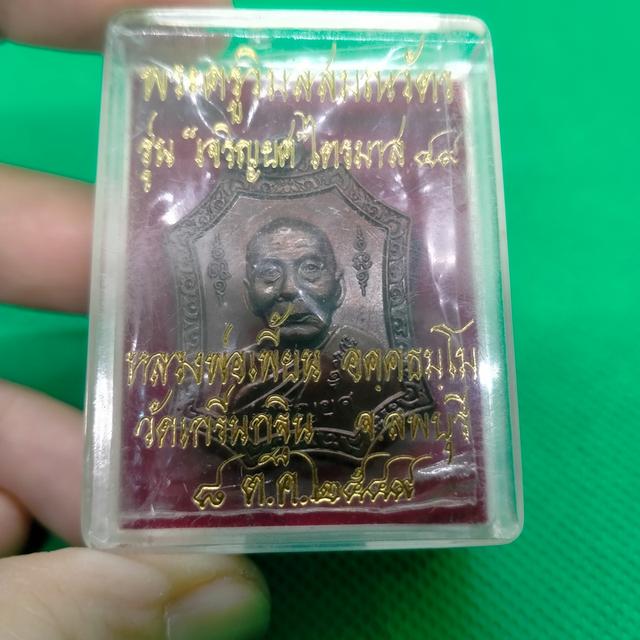 พระครูวิมลสมณวัตร
รุ่น "เจริญยศ" ไตรมาส ๔๙
หลวงพ่อเพี้ยน อคฺคธมฺโม
วัดเกริ่นกฐิน จ.ลพบุรี
๘ ต.ค.๒๕๔๙